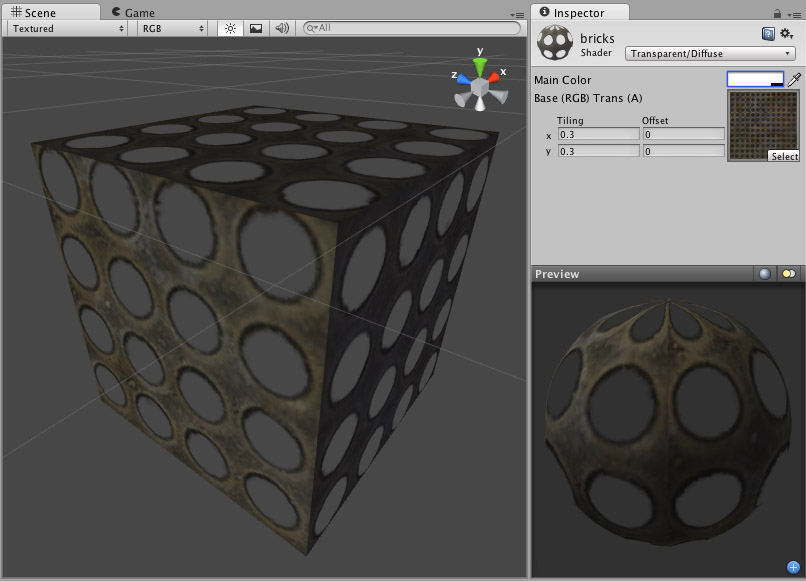 Scene
Game
Textured
RGB
All
y
x
z
Inspector
bricks
Shader
Transparent/Diffuse
Main Color
Base (RGB) Trans (A)
Tiling Offset
x 0.3 0
y 0.3 0
Select
Preview